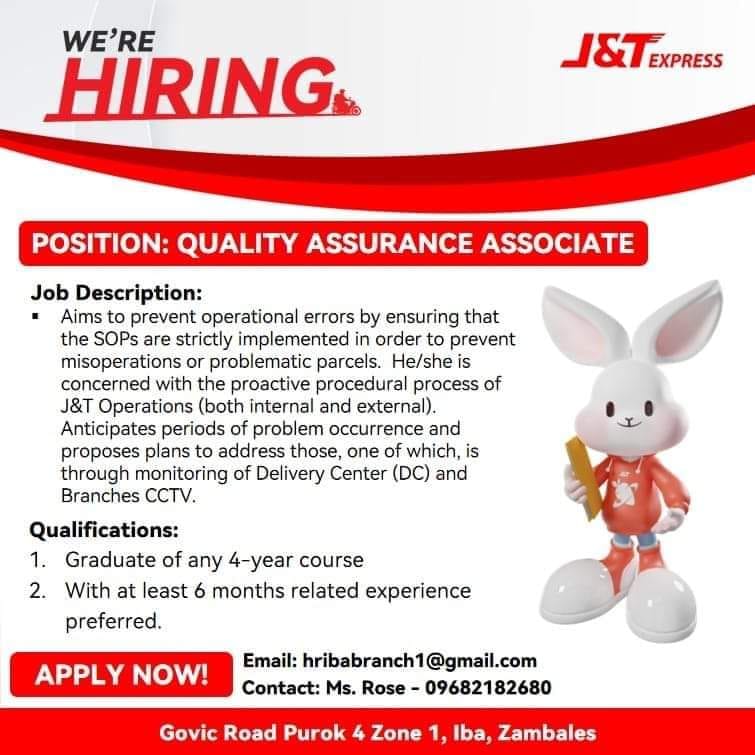 WE'RE
HIRING
J&T EXPRESS
POSITION: QUALITY ASSURANCE ASSOCIATE
Job Description:
▪ Aims to prevent operational errors by ensuring that
the SOPs are strictly implemented in order to prevent
misoperations or problematic parcels. He/she is
concerned with the proactive procedural process of
J&T Operations (both internal and external).
Anticipates periods of problem occurrence and
proposes plans to address those, one of which, is
through monitoring of Delivery Center (DC) and
Branches CCTV.
Qualifications:
1. Graduate of any 4-year course
2. With at least 6 months related experience
preferred.
APPLY NOW!
Email: hribabranch1@gmail.com
Contact: Ms. Rose - 09682182680
Govic Road Purok 4 Zone 1, Iba, Zambales